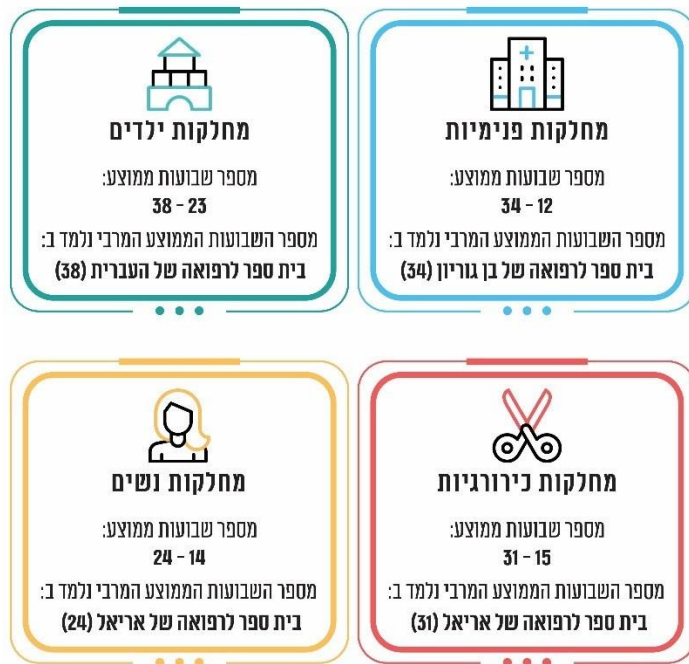 מחלקות פנימיות
מספר שבועות ממוצע:
34 - 12
מספר השבועות הממוצע המרבי נלמד ב:
בית ספר לרפואה של בן גוריון (34)
מחלקות ילדים
מספר שבועות ממוצע:
38 - 23
מספר השבועות הממוצע המרבי נלמד ב:
בית ספר לרפואה של העברית (38)
מחלקות כירורגיות
מספר שבועות ממוצע:
31 - 15
מספר השבועות הממוצע המרבי נלמד ב:
בית ספר לרפואה של אריאל (31)
מחלקות נשים
מספר שבועות ממוצע:
24 - 14
מספר השבועות הממוצע המרבי נלמד ב:
בית ספר לרפואה של אריאל (24)